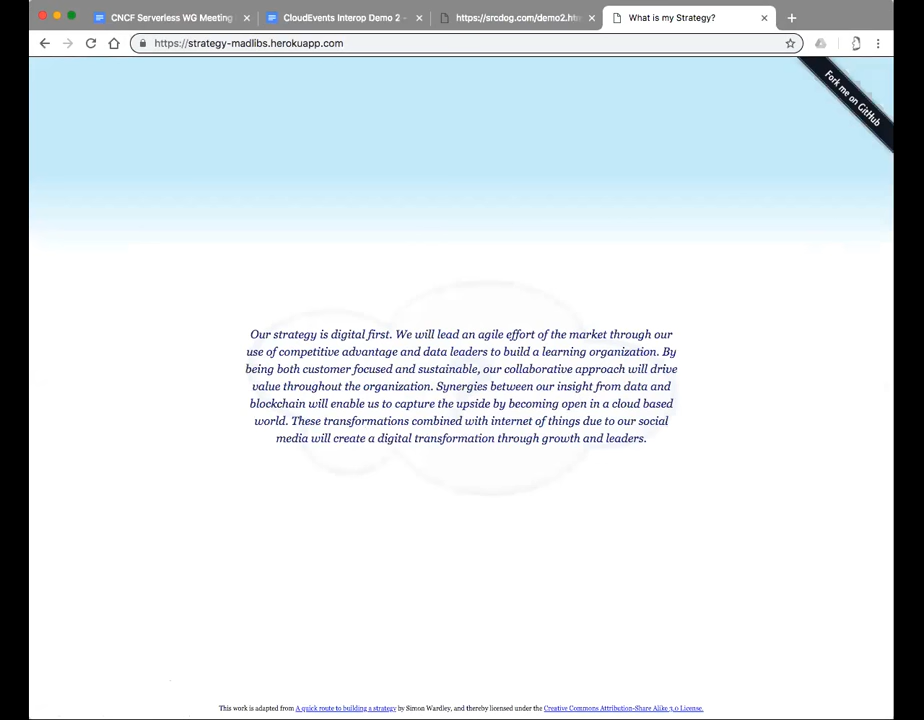 CNCF Serverless WG Meeting
CloudEvents Interop Demo 2 -
https://srcdog.com/demo2.htm
What is my Strategy?
https://strategy-madlibs.herokuapp.com
Fork me on GitHub
Our strategy is digital first. We will lead an agile effort of the market through our
use of competitive advantage and data leaders to build a learning organization. By
being both customer focused and sustainable, our collaborative approach will drive
value throughout the organization. Synergies between our insight from data and
blockchain will enable us to capture the upside by becoming open in a cloud based
world. These transformations combined with internet of things due to our social
media will create a digital transformation through growth and leaders.
This work is adapted from A quick route to building a strategy by Simon Wardley, and thereby licensed under the Creative Commons Attribution-Share Alike 3.0 License.